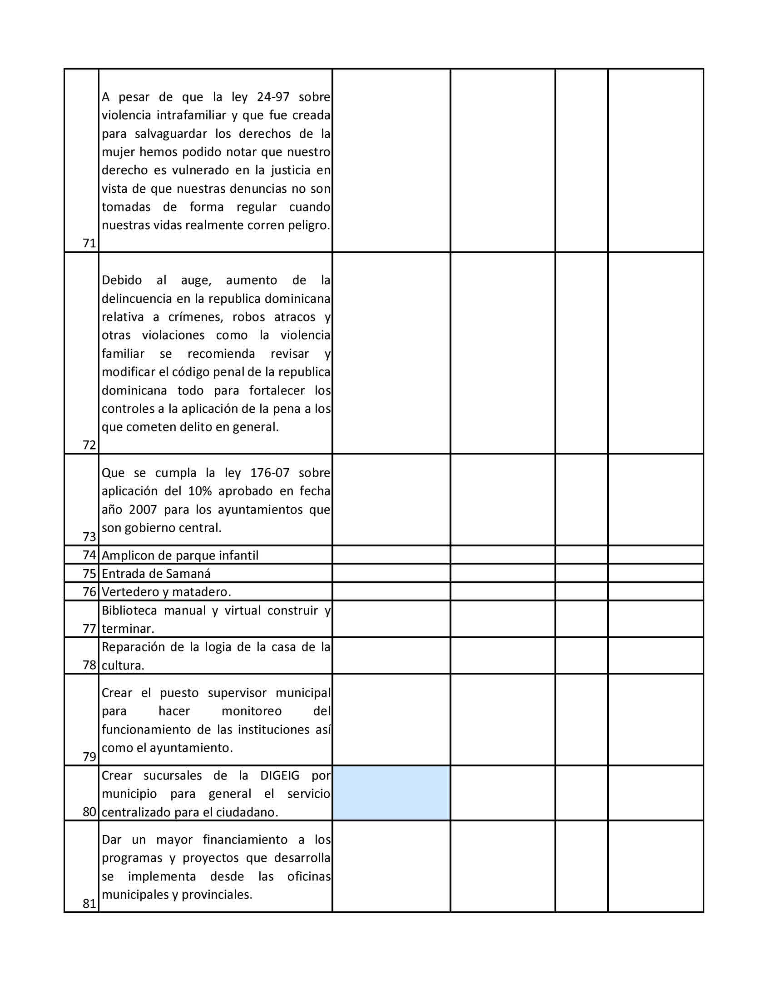 A pesar de que la ley 24-97 sobre
violencia intrafamiliar y que fue creada
para salvaguardar los derechos de la
mujer hemos podido notar que nuestro
derecho es vulnerado en la justicia en
vista de que nuestras denuncias no son
tomadas de forma regular cuando
nuestras vidas realmente corren peligro.
71
Debido al auge, aumento de la
delincuencia en la republica dominicana
relativa a crímenes, robos atracos y
otras violaciones como la violencia
familiar se recomienda revisar y
modificar el código penal de la republica
dominicana todo para fortalecer los
controles a la aplicación de la pena a los
que cometen delito en general.
72
Que se cumpla la ley 176-07 sobre
aplicación del 10% aprobado en fecha
año 2007 para los ayuntamientos que
son gobierno central.
73
74 Amplicon de parque infantil
75 Entrada de Samaná
76 Vertedero y matadero.
Biblioteca manual y virtual construir y
77 terminar.
Reparación de la logia de la casa de la
78 cultura.
Crear el puesto supervisor municipal
para hacer monitoreo del
funcionamiento de las instituciones así
como el ayuntamiento.
79
Crear sucursales de la DIGEIG por
municipio para general el servicio
80 centralizado para el ciudadano.
Dar un mayor financiamiento a los
programas y proyectos que desarrolla
se implementa desde las oficinas
municipales y provinciales.
81